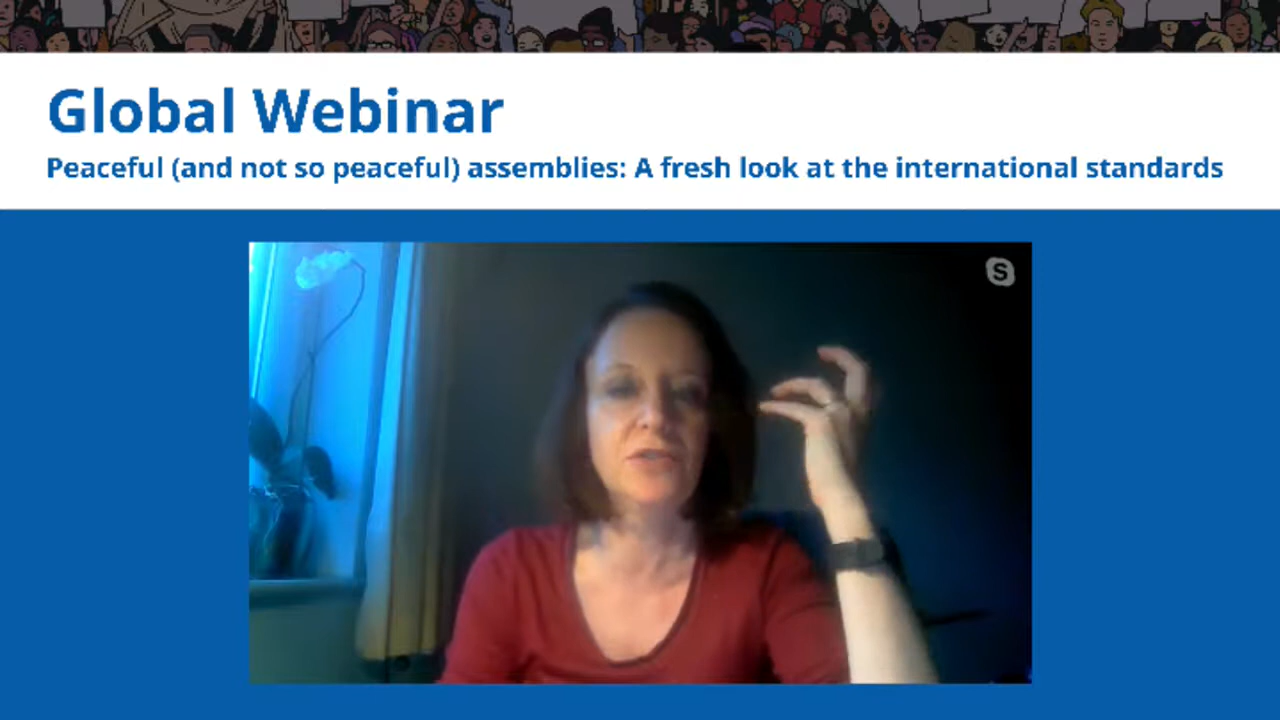 Global Webinar
Peaceful (and not so peaceful) assemblies: A fresh look at the international standards
S